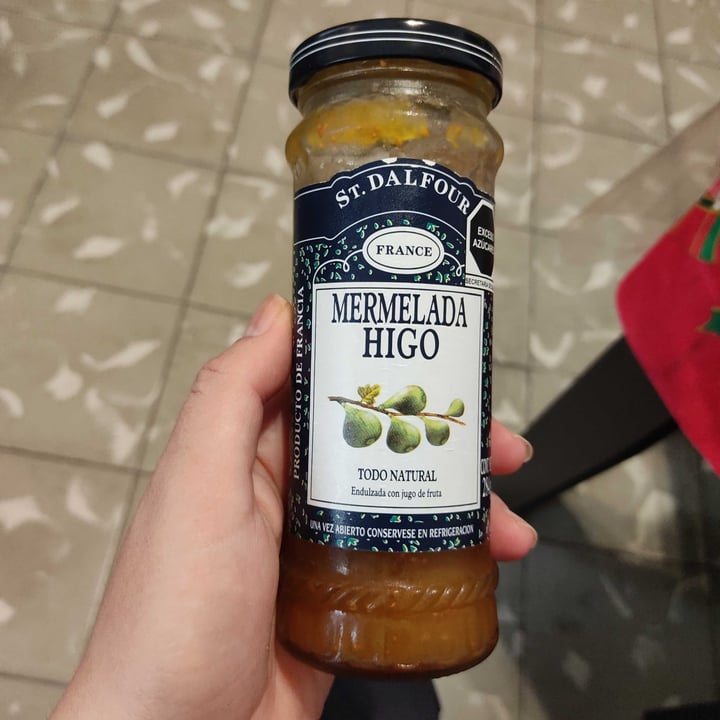 ST. DALFOUR
FRANCE
AZÚCARES
MERMELADA
HIGO
TODO NATURAL
Endulzada con jugo de fruta
UNA VEZ ABIERTO CONSERVESE EN REFRIGERACION
PRODUCTO DE FRANCIA